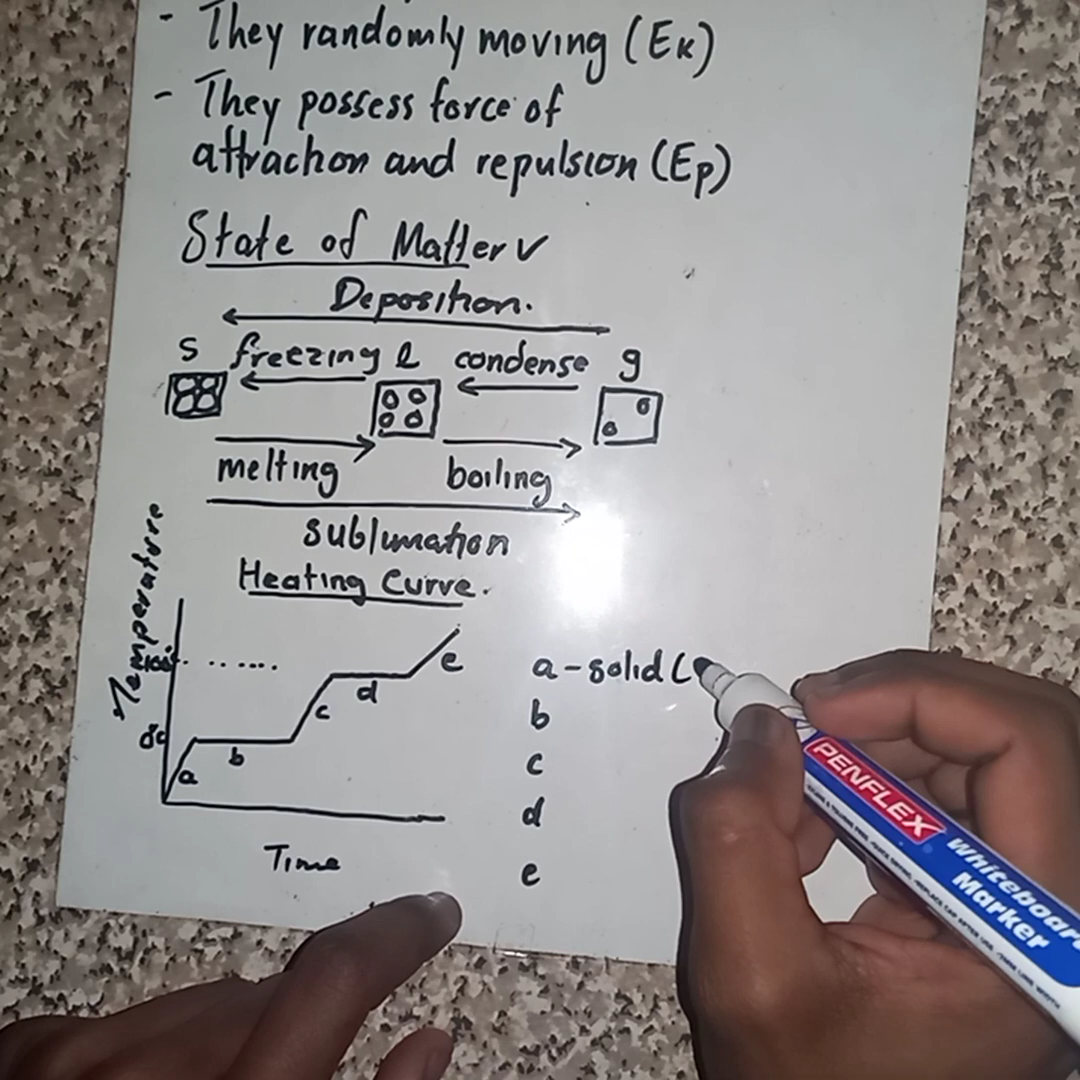 - They randomly moving (Ek)
- They possess force of
attraction and repulsion (Ep)
State of Matter
Deposition.
s freezing l condense g
melting boiling
sublimation
Heating Curve.
Temperature
e
d
c
b
a
Time
a - solid (
b
c
d
e
PENFLEX
Whiteboard
Marker